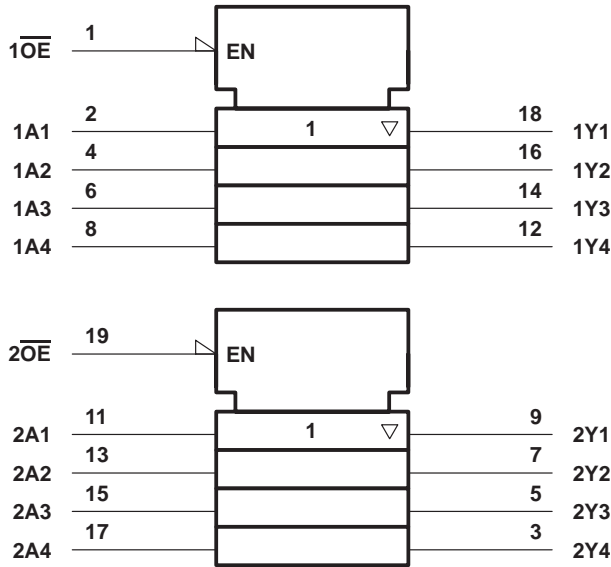 1O̅E̅ 1 EN
1A1 2 1 ▽ 18 1Y1
1A2 4 16 1Y2
1A3 6 14 1Y3
1A4 8 12 1Y4
2O̅E̅ 19 EN
2A1 11 1 ▽ 9 2Y1
2A2 13 7 2Y2
2A3 15 5 2Y3
2A4 17 3 2Y4